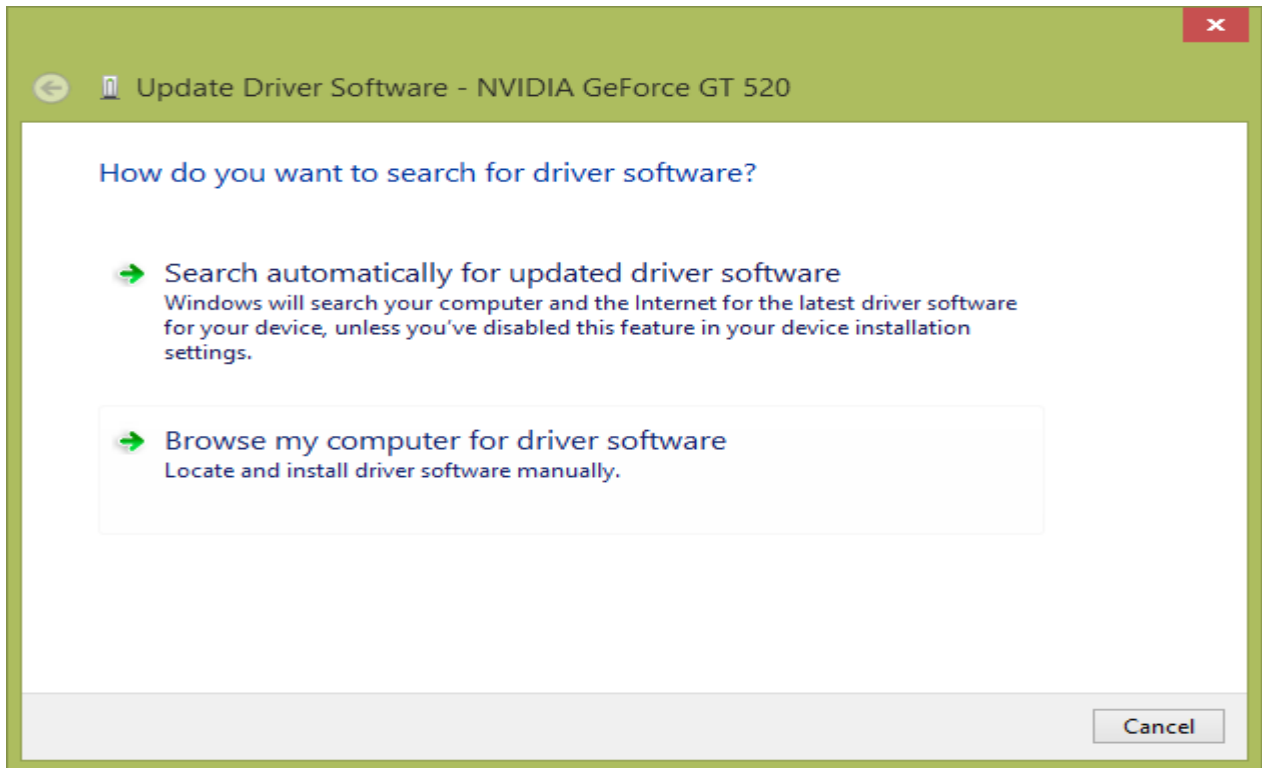 Update Driver Software - NVIDIA GeForce GT 520
How do you want to search for driver software?
Search automatically for updated driver software
Windows will search your computer and the Internet for the latest driver software
for your device, unless you've disabled this feature in your device installation
settings.
Browse my computer for driver software
Locate and install driver software manually.
Cancel